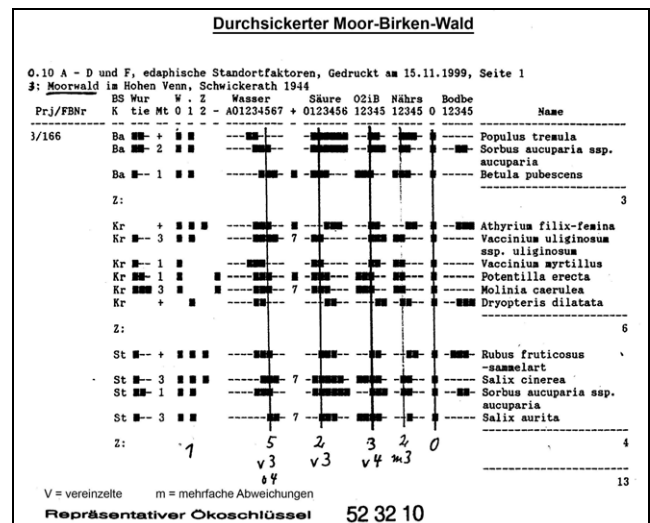 Durchsickerter Moor-Birken-Wald
0.10 A - D und F, edaphische Standortfaktoren, Gedruckt am 15.11.1999, Seite 1
3: Moorwald im Hohen Venn, Schwickerath 1944
BS Wur W . Z Wasser Säure O2iB Nährs Bodbe
Prj/FBNr K tie Mt 0 1 2 - A01234567 + 0123456 12345 12345 0 12345 Name
3/166 Ba + Populus tremula
Ba 2 Sorbus aucuparia ssp.
aucuparia
Ba 1 + Betula pubescens
Z: 3
Kr + Athyrium filix-femina
Kr 3 7 Vaccinium uliginosum
ssp. uliginosum
Kr 1 Vaccinium myrtillus
Kr 1 + Potentilla erecta
Kr 3 7 Molinia caerulea
Kr + Dryopteris dilatata
Z: 6
St + Rubus fruticosus
-sammelart
St 3 7 Salix cinerea
St 1 Sorbus aucuparia ssp.
aucuparia
St 3 7 Salix aurita
Z: 1 5 2 3 2 0 4
v3 v3 v4 m3
04
13
V = vereinzelte m = mehrfache Abweichungen
Repräsentativer Ökoschlüssel 52 32 10